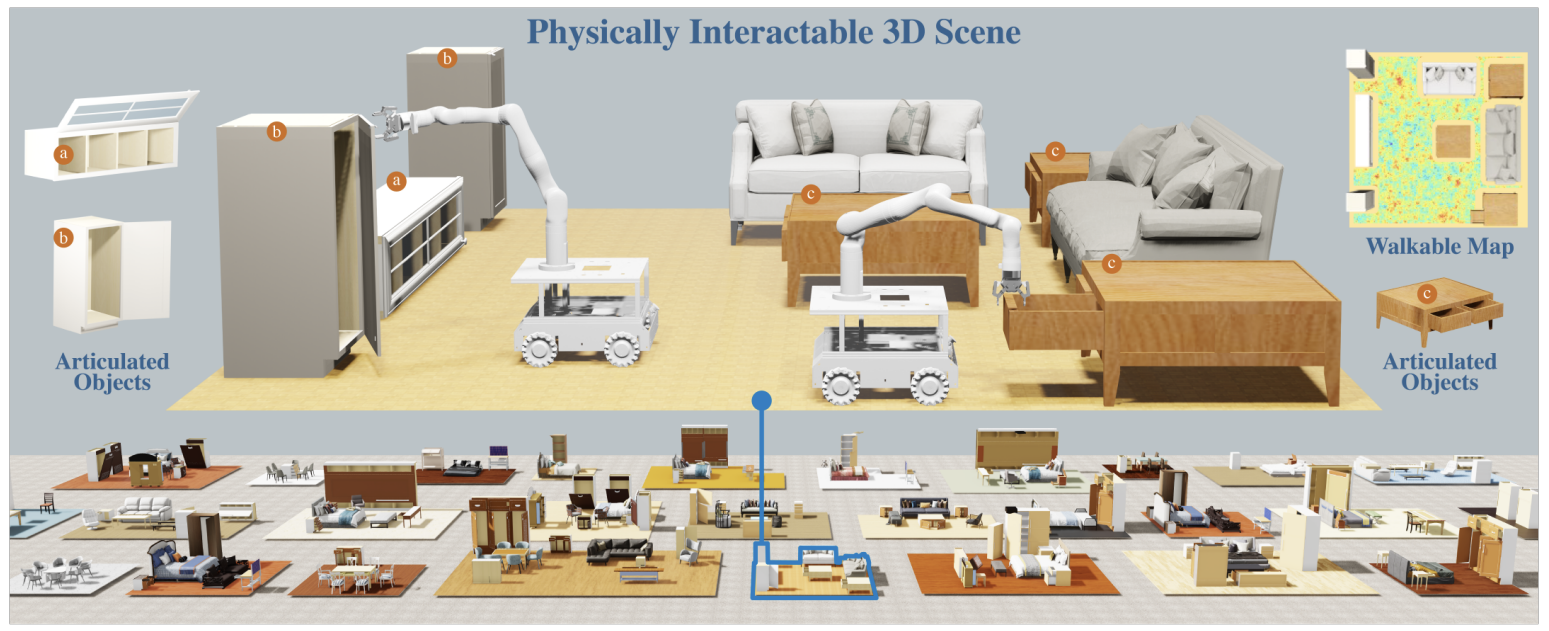 Physically Interactable 3D Scene
a
b
Articulated
Objects
b
b
a
c
c
c
Walkable Map
c
Articulated
Objects